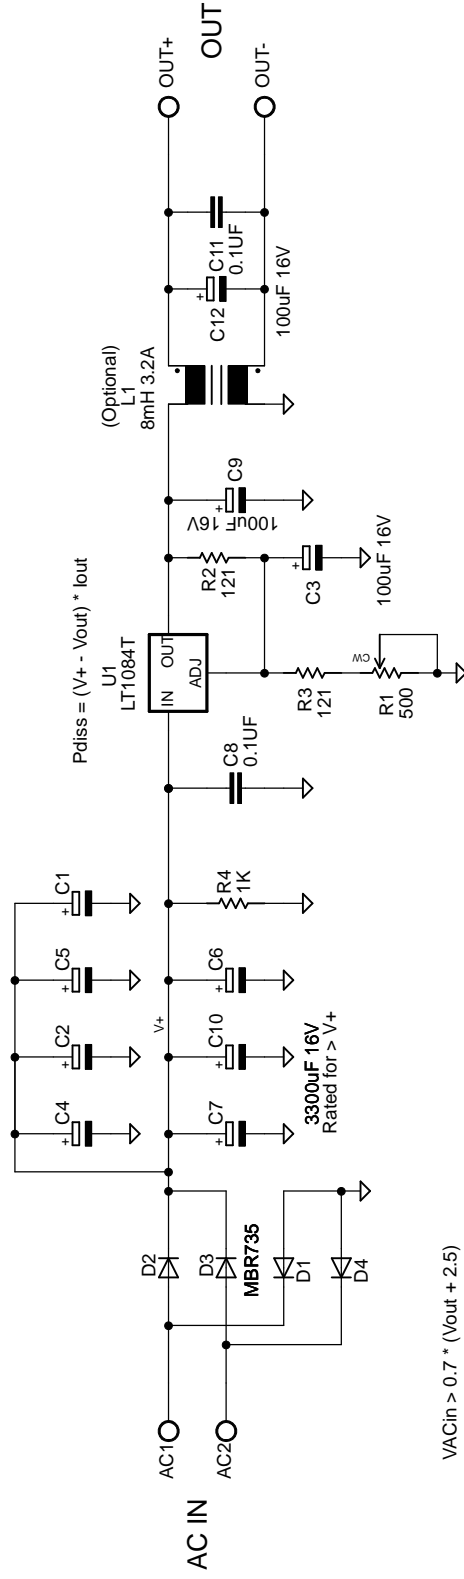 AC IN
AC1
AC2
D2
D3
MBR735
D1
D4
VACin > 0.7 * (Vout + 2.5)
C4
C2
C5
C1
V+
C7
C10
C6
R4
1K
3300uF 16V
Rated for > V+
C8
0.1UF
Pdiss = (V+ - Vout) * Iout
U1
LT1084T
IN
OUT
ADJ
R2
121
R3
121
R1
500
CW
C3
100uF 16V
C9
100uF 16V
(Optional)
L1
8mH 3.2A
C12
100uF 16V
C11
0.1UF
OUT+
OUT-
OUT
+
+
+
+
+
+
+
+
+
+